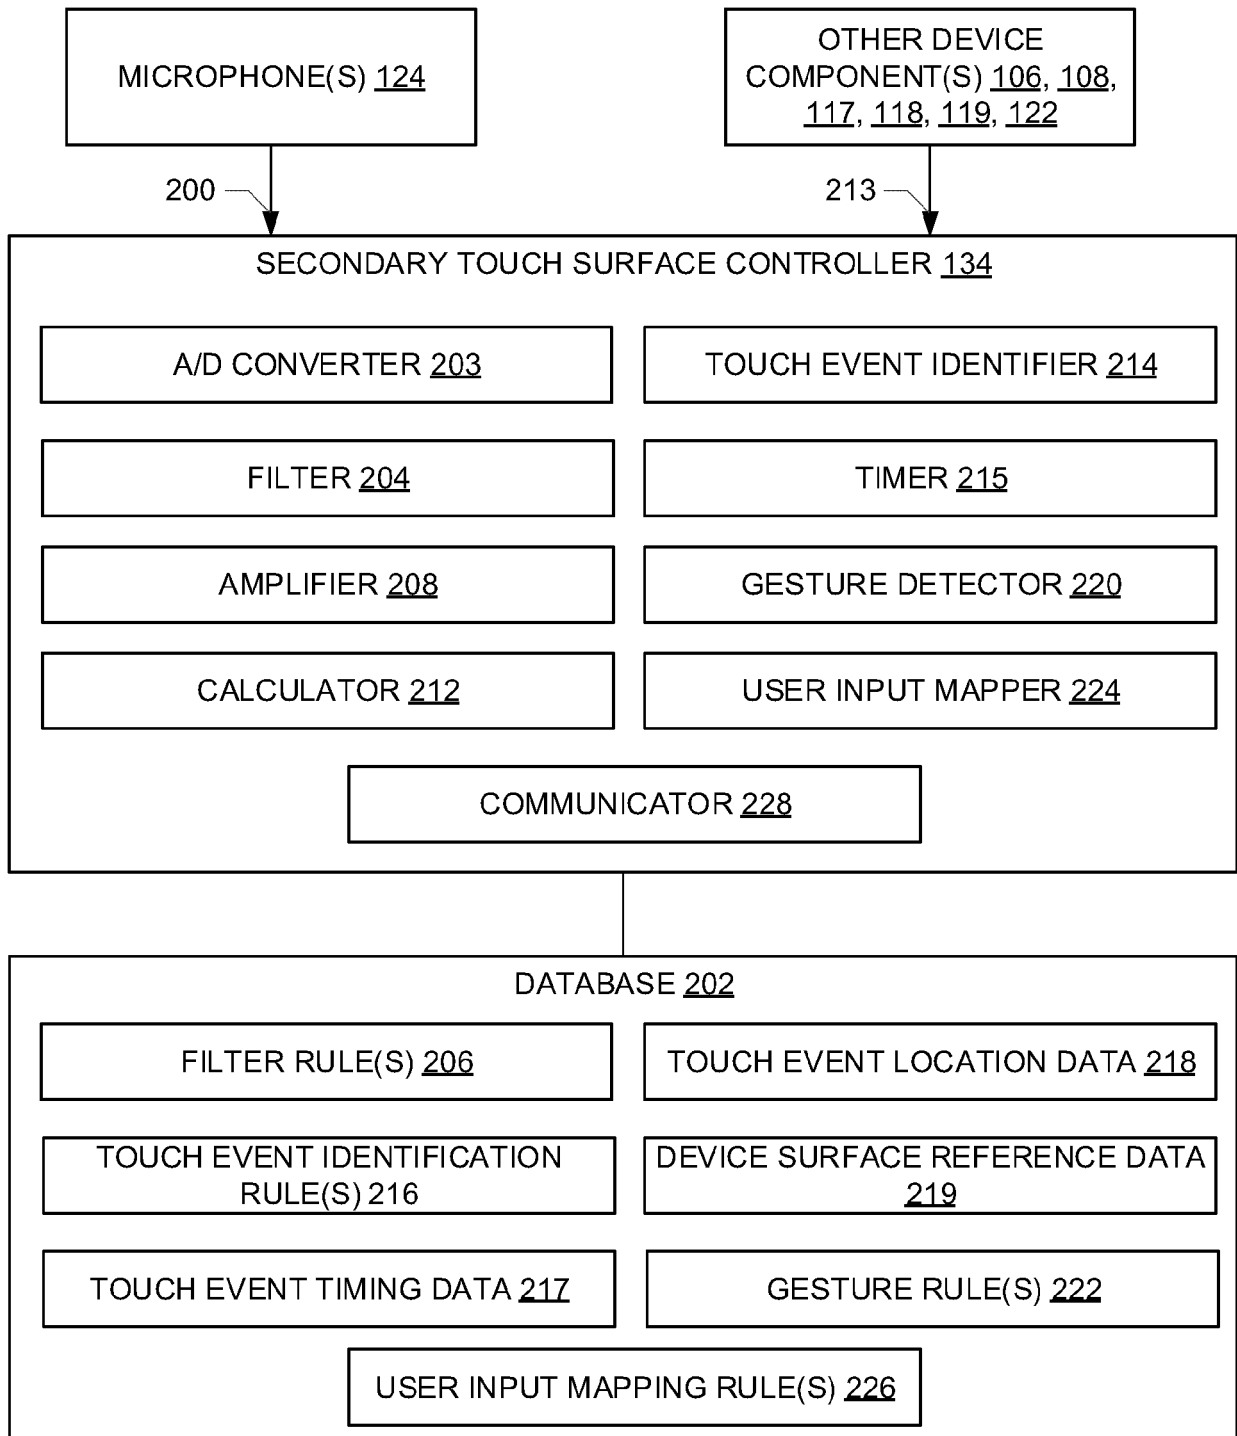 MICROPHONE(S) 124
OTHER DEVICE
COMPONENT(S) 106, 108,
117, 118, 119, 122
200
213
SECONDARY TOUCH SURFACE CONTROLLER 134
A/D CONVERTER 203
TOUCH EVENT IDENTIFIER 214
FILTER 204
TIMER 215
AMPLIFIER 208
GESTURE DETECTOR 220
CALCULATOR 212
USER INPUT MAPPER 224
COMMUNICATOR 228
DATABASE 202
FILTER RULE(S) 206
TOUCH EVENT LOCATION DATA 218
TOUCH EVENT IDENTIFICATION
RULE(S) 216
DEVICE SURFACE REFERENCE DATA
219
TOUCH EVENT TIMING DATA 217
GESTURE RULE(S) 222
USER INPUT MAPPING RULE(S) 226